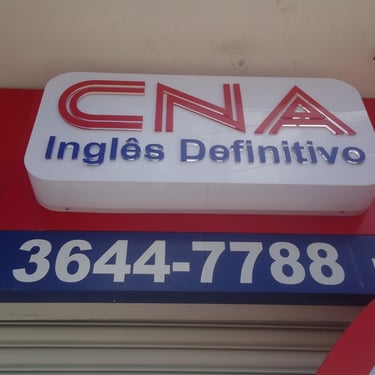 CNA
Inglês Definitivo
3644-7788